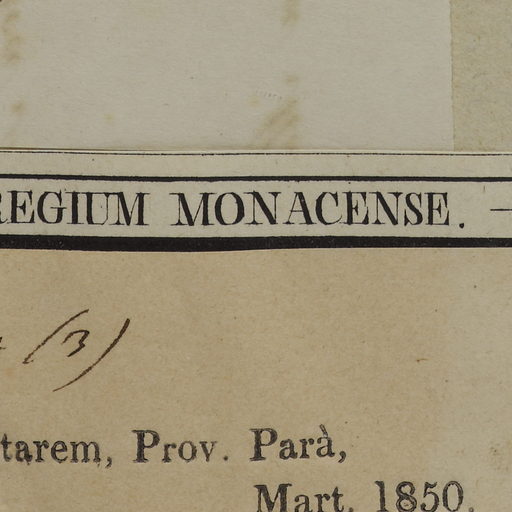 REGIUM MONACENSE. —
(3)
tarem, Prov. Parà,
Mart. 1850.